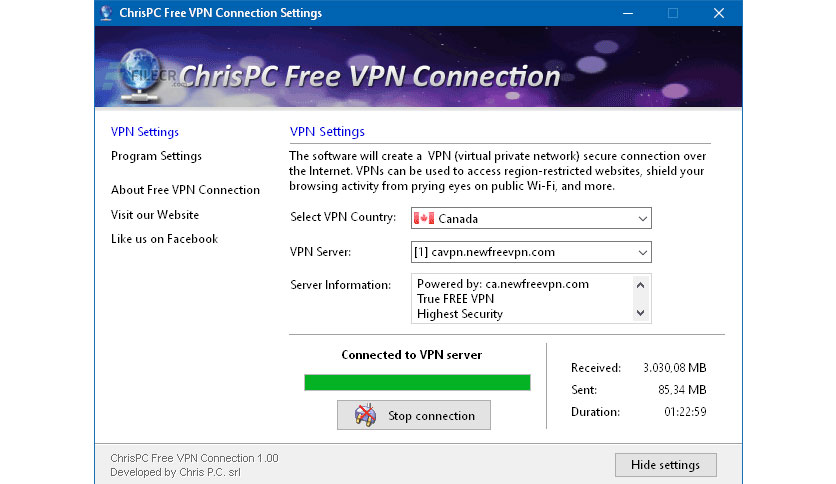 ChrisPC Free VPN Connection Settings
FILECR
.com
ChrisPC Free VPN Connection
VPN Settings
Program Settings
About Free VPN Connection
Visit our Website
Like us on Facebook
VPN Settings
The software will create a VPN (virtual private network) secure connection over
the Internet. VPNs can be used to access region-restricted websites, shield your
browsing activity from prying eyes on public Wi-Fi, and more.
Select VPN Country: Canada
VPN Server: [1] cavpn.newfreevpn.com
Server Information: Powered by: ca.newfreevpn.com
True FREE VPN
Highest Security
Connected to VPN server
Stop connection
Received: 3.030,08 MB
Sent: 85,34 MB
Duration: 01:22:59
ChrisPC Free VPN Connection 1.00
Developed by Chris P.C. srl
Hide settings